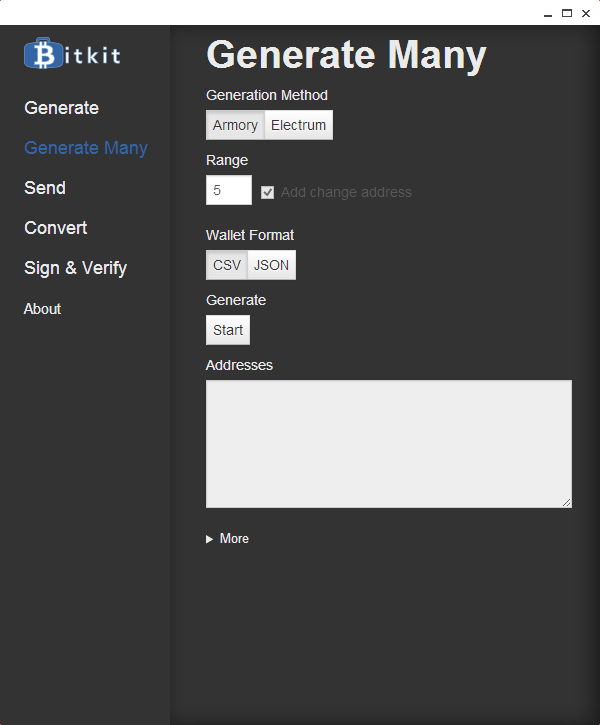 Bitkit
Generate
Generate Many
Send
Convert
Sign & Verify
About
Generate Many
Generation Method
Armory Electrum
Range
5 Add change address
Wallet Format
CSV JSON
Generate
Start
Addresses
More